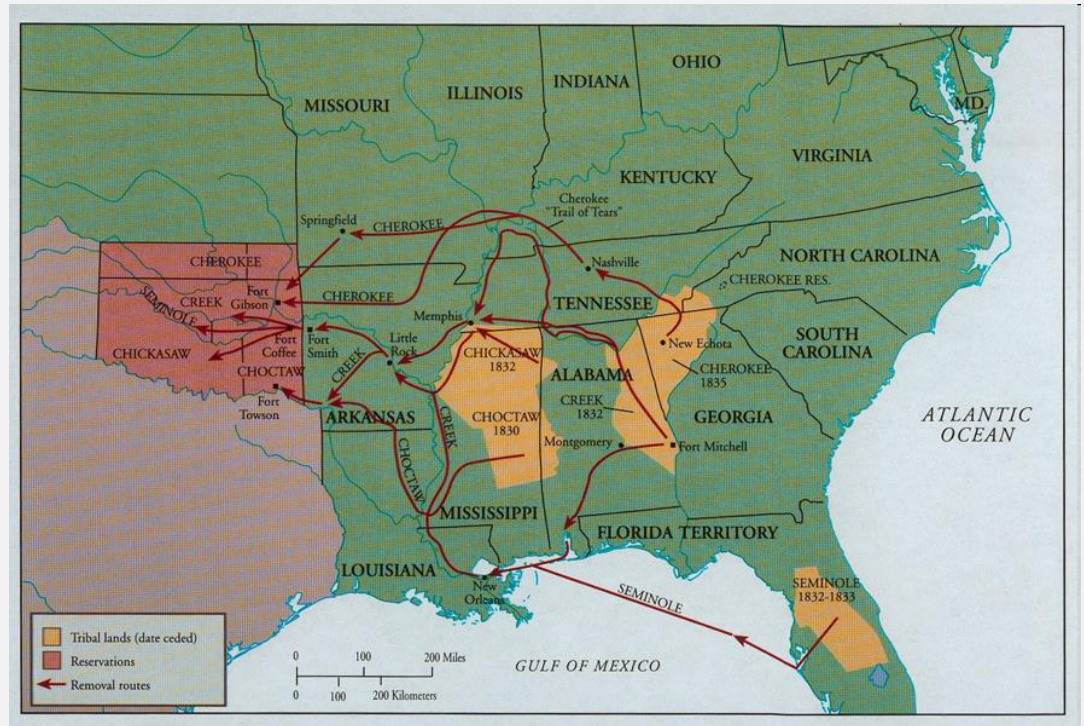 OHIO
INDIANA
ILLINOIS
MISSOURI
MD.
VIRGINIA
KENTUCKY
Cherokee
"Trail of Tears"
Springfield
CHEROKEE
NORTH CAROLINA
CHEROKEE
Nashville
CHEROKEE RES.
Fort
Gibson
CREEK
SEMINOLE
CHEROKEE
TENNESSEE
Memphis
Fort
Coffee
Fort
Smith
Little
Rock
SOUTH
CAROLINA
New Echota
CHICKASAW
CHICKASAW
1832
CHEROKEE
1835
CHOCTAW
CREEK
ALABAMA
Fort
Towson
ARKANSAS
CREEK
CREEK
1832
CHOCTAW
1830
GEORGIA
ATLANTIC
OCEAN
Montgomery
Fort Mitchell
CHOCTAW
MISSISSIPPI
FLORIDA TERRITORY
LOUISIANA
New
Orleans
SEMINOLE
SEMINOLE
1832-1833
Tribal lands (date ceded)
Reservations
Removal routes
0 100 200 Miles
0 100 200 Kilometers
GULF OF MEXICO